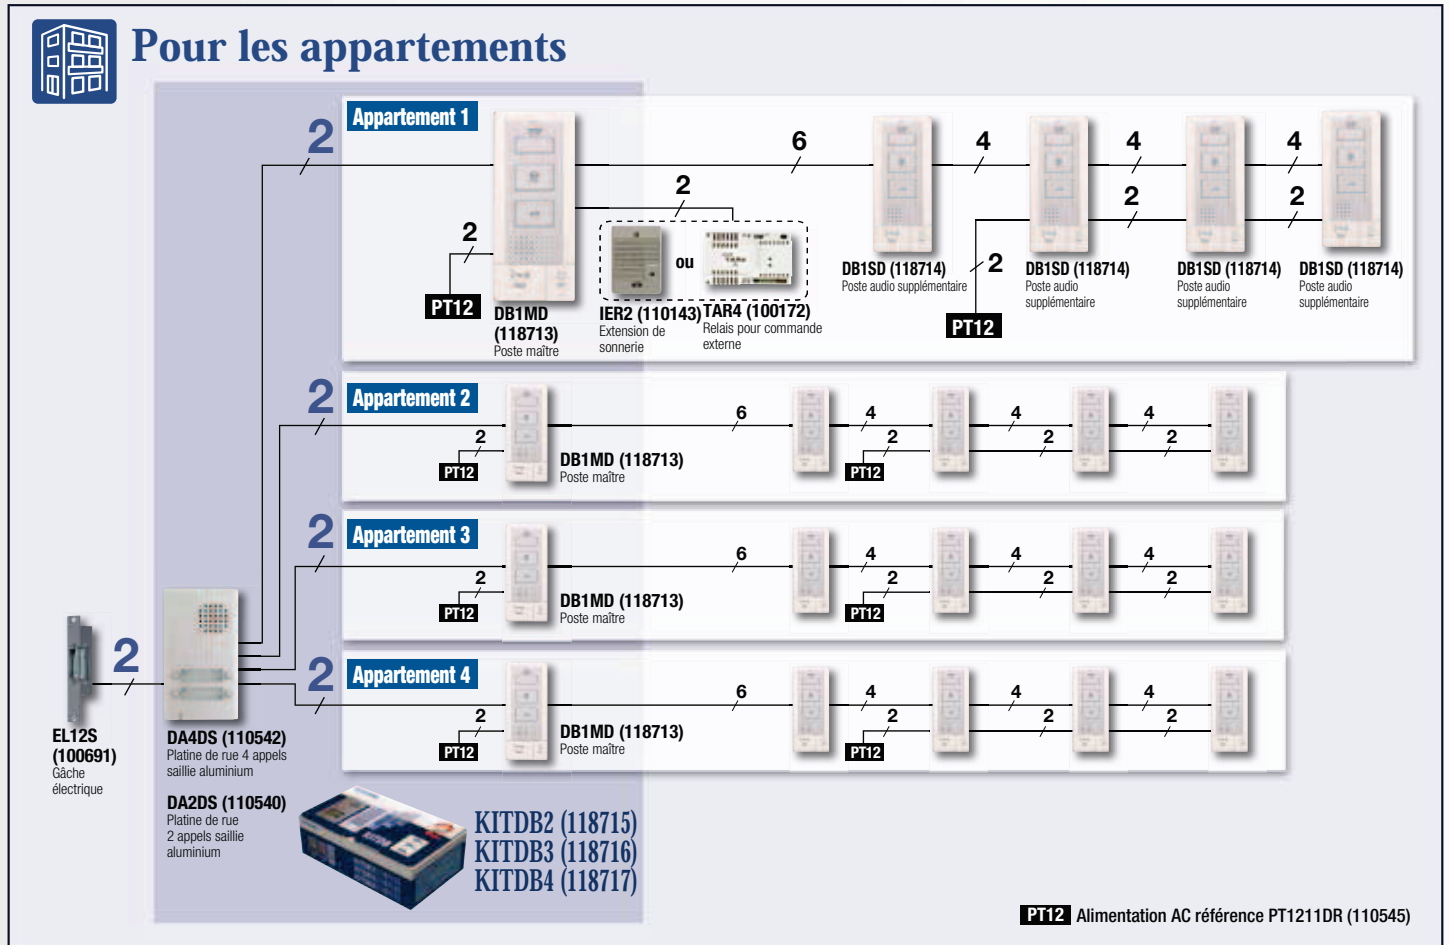 Pour les appartements
Appartement 1
2
6
4
4
4
2
2
2
2
2
PT12
PT12
ou
DB1MD
(118713)
Poste maître
IER2 (110143)
Extension de
sonnerie
TAR4 (100172)
Relais pour commande
externe
DB1SD (118714)
Poste audio supplémentaire
DB1SD (118714)
Poste audio
supplémentaire
DB1SD (118714)
Poste audio
supplémentaire
DB1SD (118714)
Poste audio
supplémentaire
Appartement 2
2
6
4
4
4
2
2
2
2
PT12
PT12
DB1MD (118713)
Poste maître
Appartement 3
2
6
4
4
4
2
2
2
2
PT12
PT12
DB1MD (118713)
Poste maître
Appartement 4
2
6
4
4
4
2
2
2
2
PT12
PT12
DB1MD (118713)
Poste maître
2
EL12S
(100691)
Gâche
électrique
DA4DS (110542)
Platine de rue 4 appels
saillie aluminium
DA2DS (110540)
Platine de rue
2 appels saillie
aluminium
KITDB2 (118715)
KITDB3 (118716)
KITDB4 (118717)
PT12 Alimentation AC référence PT1211DR (110545)